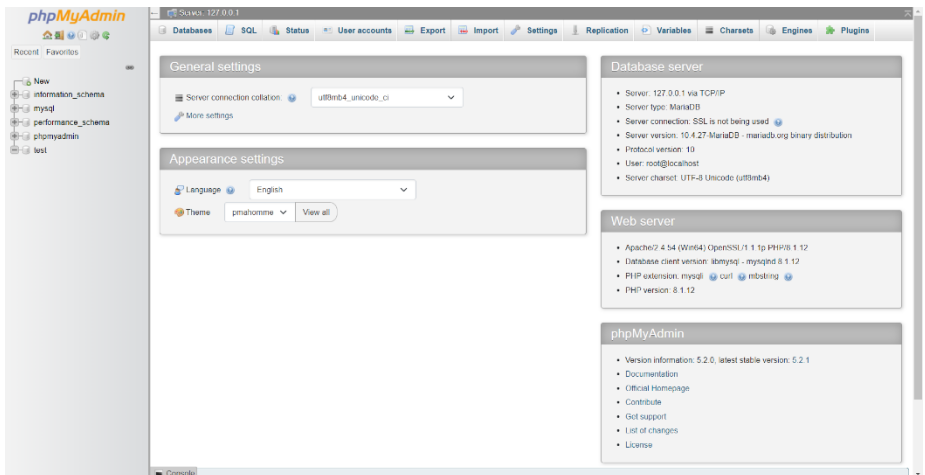 phpMyAdmin
Recent Favorites
New
information_schema
mysql
performance_schema
phpmyadmin
test
Server: 127.0.0.1
Databases SQL Status User accounts Export Import Settings Replication Variables Charsets Engines Plugins
General settings
Server connection collation: utf8mb4_unicode_ci
More settings
Appearance settings
Language English
Theme pmahomme View all
Database server
Server: 127.0.0.1 via TCP/IP
Server type: MariaDB
Server connection: SSL is not being used
Server version: 10.4.27-MariaDB - mariadb.org binary distribution
Protocol version: 10
User: root@localhost
Server charset: UTF-8 Unicode (utf8mb4)
Web server
Apache/2.4.54 (Win64) OpenSSL/1.1.1p PHP/8.1.12
Database client version: libmysql - mysqlnd 8.1.12
PHP extension: mysqli curl mbstring
PHP version: 8.1.12
phpMyAdmin
Version information: 5.2.0, latest stable version: 5.2.1
Documentation
Official Homepage
Contribute
Get support
List of changes
License
Console